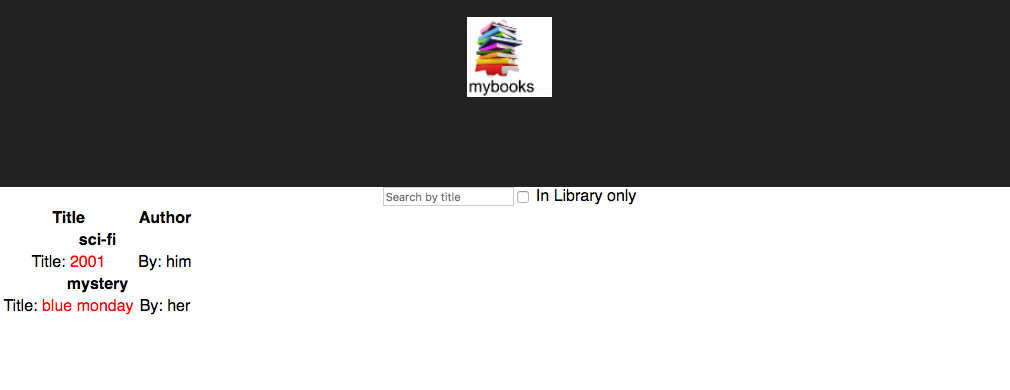 mybooks
Search by title In Library only
Title Author
sci-fi
Title: 2001 By: him
mystery
Title: blue monday By: her